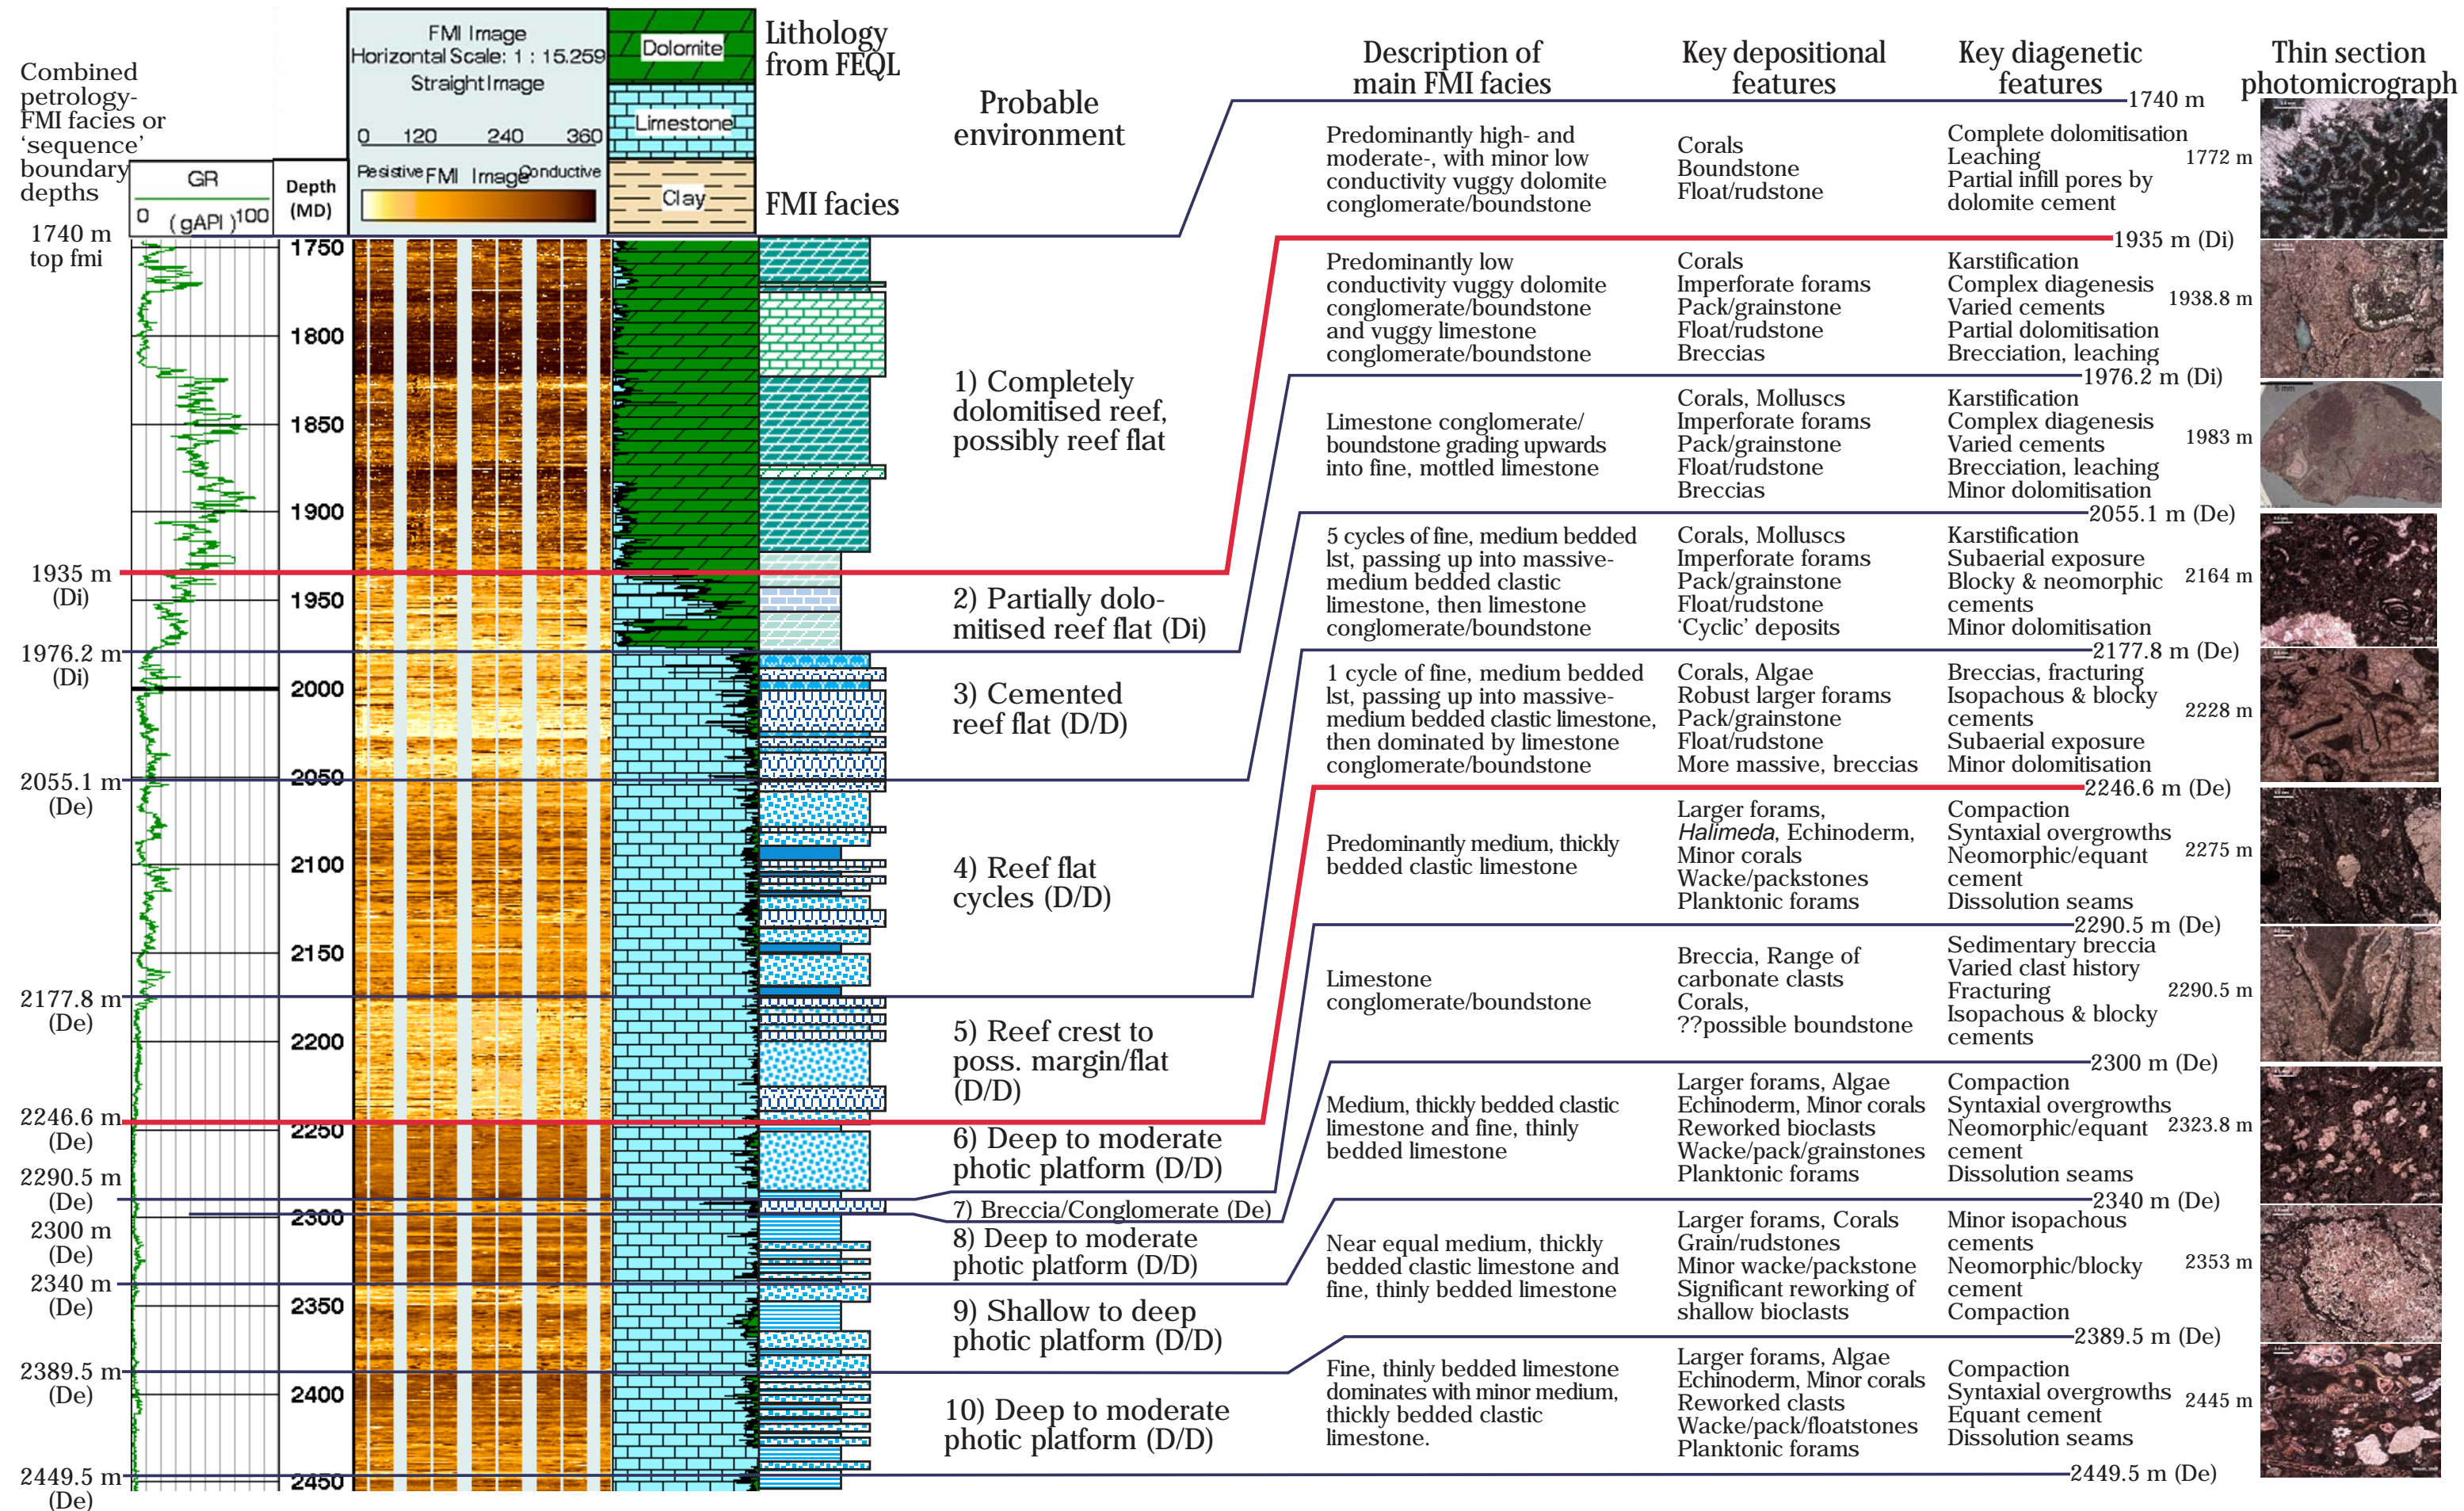 Combined
petrology-
FMI facies or
‘sequence’
boundary
depths
GR
0 (gAPI) 100
Depth
(MD)
FMI Image
Horizontal Scale: 1 : 15.259
Straight Image
0 120 240 360
Resistive FMI Image Conductive
Dolomite
Limestone
Clay
Lithology
from FEQL
FMI facies
Probable
environment
Description of
main FMI facies
Key depositional
features
Key diagenetic
features
Thin section
photomicrograph
1740 m
top fmi
1935 m
(Di)
1976.2 m
(Di)
2055.1 m
(De)
2177.8 m
(De)
2246.6 m
(De)
2290.5 m
(De)
2300 m
(De)
2340 m
(De)
2389.5 m
(De)
2449.5 m
(De)
1750
1800
1850
1900
1950
2000
2050
2100
2150
2200
2250
2300
2350
2400
2450
1) Completely
dolomitised reef,
possibly reef flat
2) Partially dolo-
mitised reef flat (Di)
3) Cemented
reef flat (D/D)
4) Reef flat
cycles (D/D)
5) Reef crest to
poss. margin/flat
(D/D)
6) Deep to moderate
photic platform (D/D)
7) Breccia/Conglomerate (De)
8) Deep to moderate
photic platform (D/D)
9) Shallow to deep
photic platform (D/D)
10) Deep to moderate
photic platform (D/D)
1740 m
Predominantly high- and
moderate-, with minor low
conductivity vuggy dolomite
conglomerate/boundstone
Corals
Boundstone
Float/rudstone
Complete dolomitisation
Leaching
Partial infill pores by
dolomite cement
1772 m
1935 m (Di)
Predominantly low
conductivity vuggy dolomite
conglomerate/boundstone
and vuggy limestone
conglomerate/boundstone
Corals
Imperforate forams
Pack/grainstone
Float/rudstone
Breccias
Karstification
Complex diagenesis
Varied cements
Partial dolomitisation
Brecciation, leaching
1938.8 m
1976.2 m (Di)
Limestone conglomerate/
boundstone grading upwards
into fine, mottled limestone
Corals, Molluscs
Imperforate forams
Pack/grainstone
Float/rudstone
Breccias
Karstification
Complex diagenesis
Varied cements
Brecciation, leaching
Minor dolomitisation
1983 m
5 mm
2055.1 m (De)
5 cycles of fine, medium bedded
lst, passing up into massive-
medium bedded clastic
limestone, then limestone
conglomerate/boundstone
Corals, Molluscs
Imperforate forams
Pack/grainstone
Float/rudstone
‘Cyclic’ deposits
Karstification
Subaerial exposure
Blocky & neomorphic
cements
Minor dolomitisation
2164 m
2177.8 m (De)
1 cycle of fine, medium bedded
lst, passing up into massive-
medium bedded clastic limestone,
then dominated by limestone
conglomerate/boundstone
Corals, Algae
Robust larger forams
Pack/grainstone
Float/rudstone
More massive, breccias
Breccias, fracturing
Isopachous & blocky
cements
Subaerial exposure
Minor dolomitisation
2228 m
2246.6 m (De)
Predominantly medium, thickly
bedded clastic limestone
Larger forams,
Halimeda, Echinoderm,
Minor corals
Wacke/packstones
Planktonic forams
Compaction
Syntaxial overgrowths
Neomorphic/equant
cement
Dissolution seams
2275 m
2290.5 m (De)
Limestone
conglomerate/boundstone
Breccia, Range of
carbonate clasts
Corals,
??possible boundstone
Sedimentary breccia
Varied clast history
Fracturing
Isopachous & blocky
cements
2290.5 m
2300 m (De)
Medium, thickly bedded clastic
limestone and fine, thinly
bedded limestone
Larger forams, Algae
Echinoderm, Minor corals
Reworked bioclasts
Wacke/pack/grainstones
Planktonic forams
Compaction
Syntaxial overgrowths
Neomorphic/equant
cement
Dissolution seams
2323.8 m
2340 m (De)
Near equal medium, thickly
bedded clastic limestone and
fine, thinly bedded limestone
Larger forams, Corals
Grain/rudstones
Minor wacke/packstone
Significant reworking of
shallow bioclasts
Minor isopachous
cements
Neomorphic/blocky
cement
Compaction
2353 m
2389.5 m (De)
Fine, thinly bedded limestone
dominates with minor medium,
thickly bedded clastic
limestone.
Larger forams, Algae
Echinoderm, Minor corals
Reworked clasts
Wacke/pack/floatstones
Planktonic forams
Compaction
Syntaxial overgrowths
Equant cement
Dissolution seams
2445 m
2449.5 m (De)